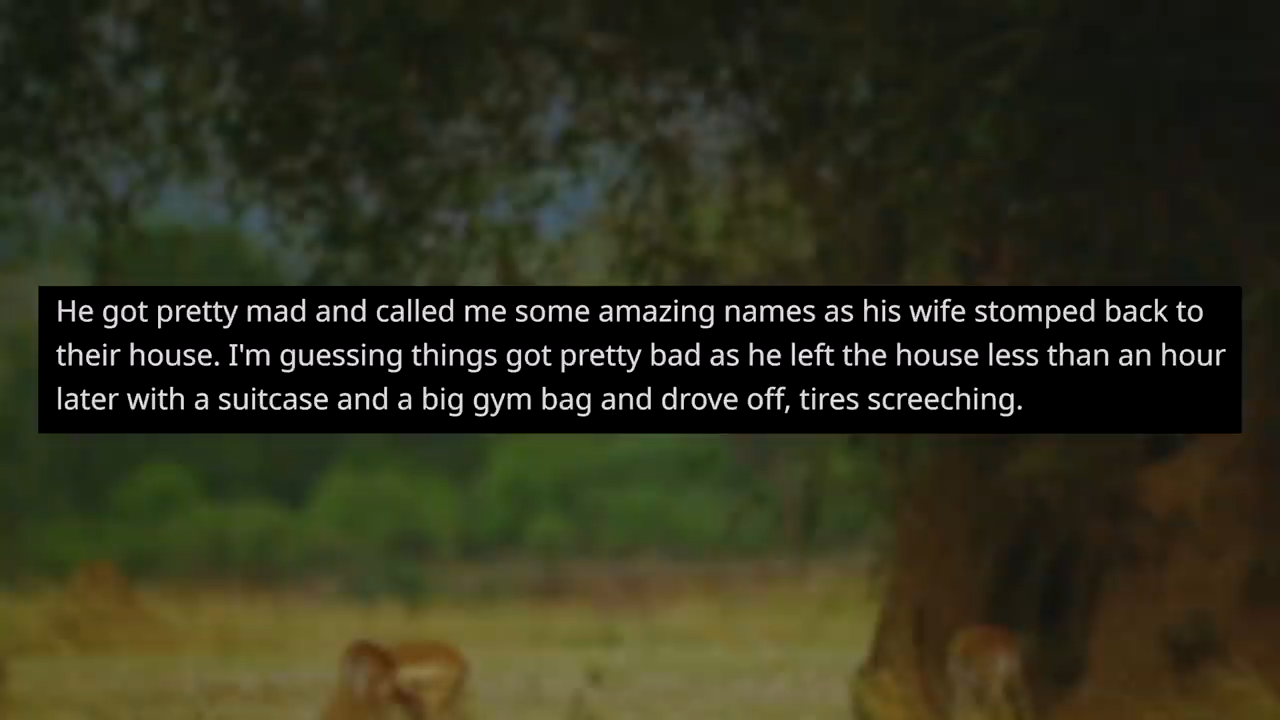 He got pretty mad and called me some amazing names as his wife stomped back to
their house. I'm guessing things got pretty bad as he left the house less than an hour
later with a suitcase and a big gym bag and drove off, tires screeching.